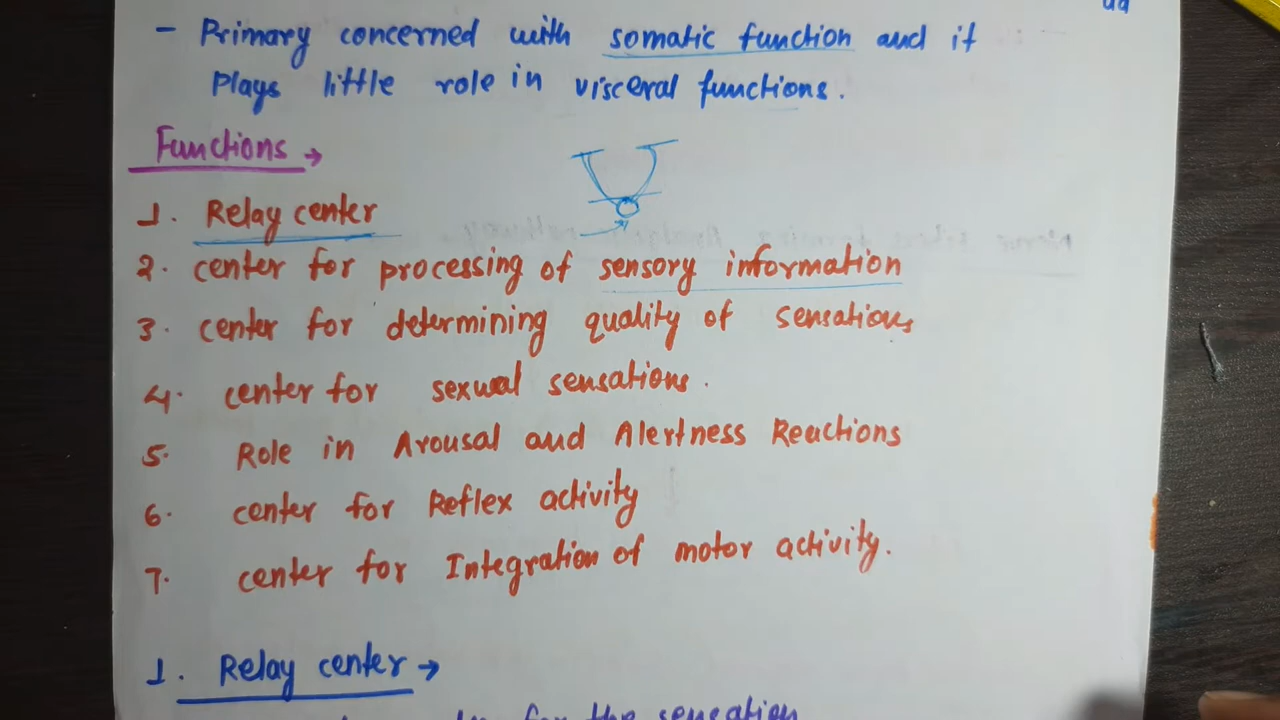 - Primary concerned with somatic function and it
Plays little role in visceral functions.
Functions →
1. Relay center
2. center for processing of sensory information
3. center for determining quality of sensations
4. center for sexual sensations.
5. Role in Arousal and Alertness Reactions
6. center for Reflex activity
7. center for Integration of motor activity.
1. Relay center →
for the sensation